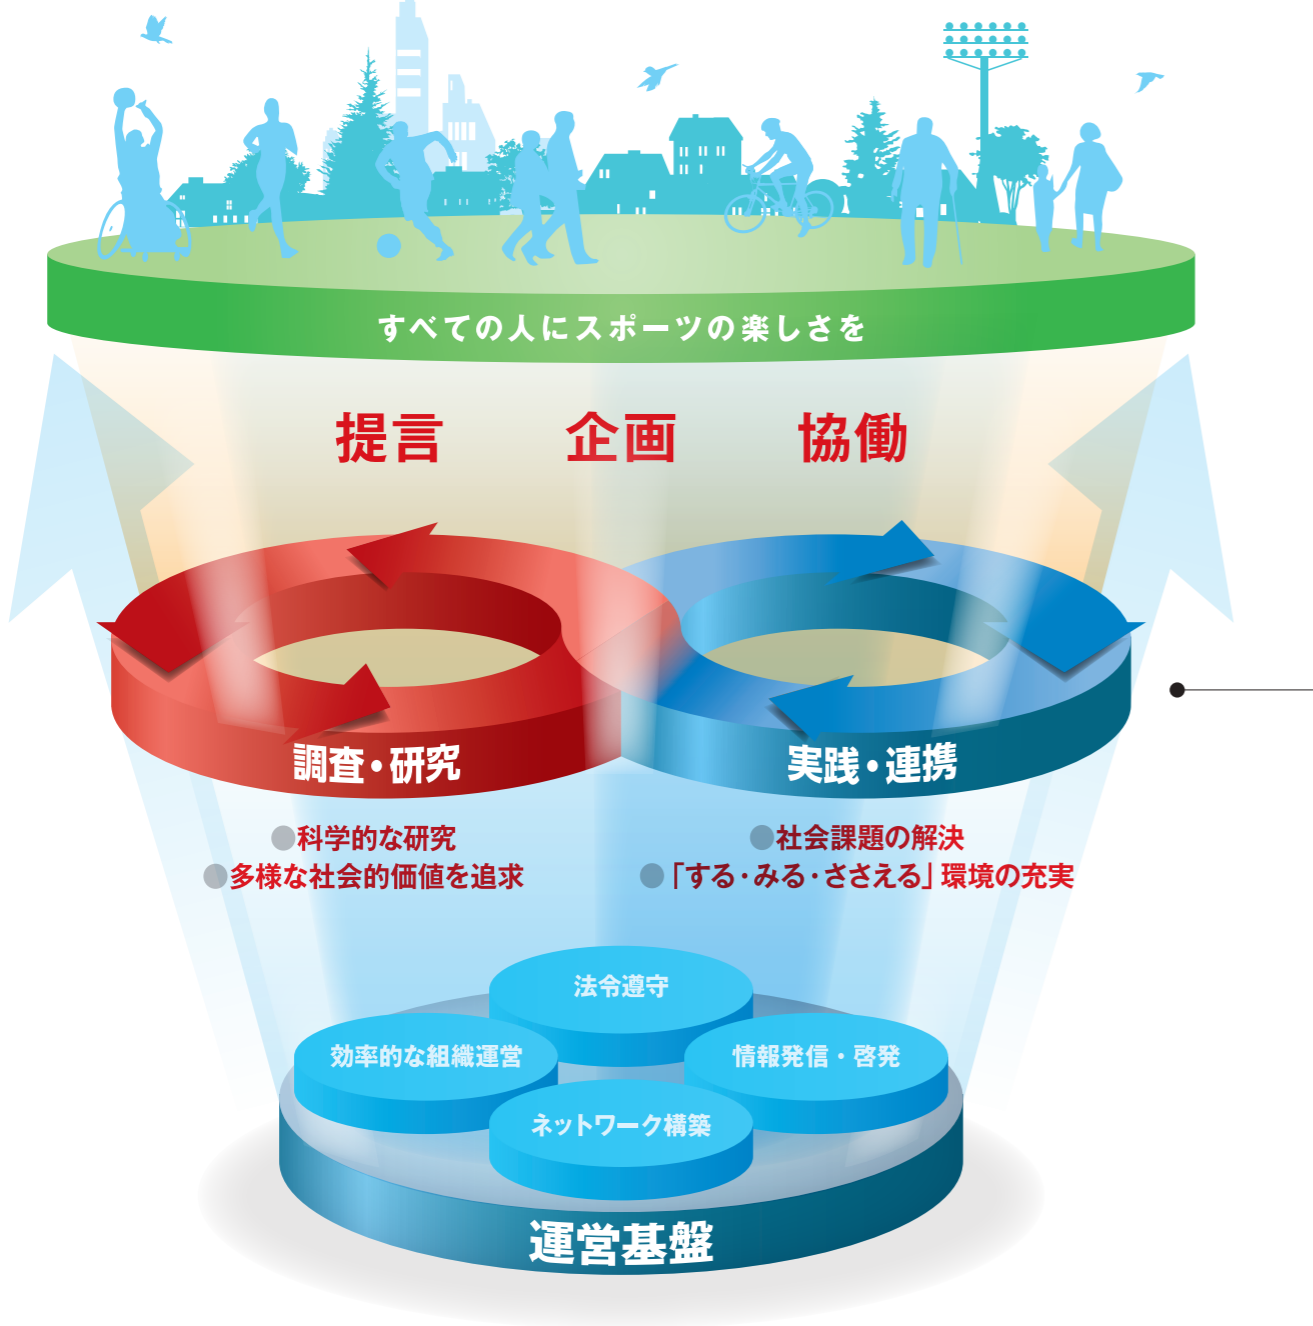 すべての人にスポーツの楽しさを
提言 企画 協働
調査・研究
実践・連携
●科学的な研究
●多様な社会的価値を追求
●社会課題の解決
●「する・みる・ささえる」環境の充実
法令遵守
効率的な組織運営
情報発信・啓発
ネットワーク構築
運営基盤